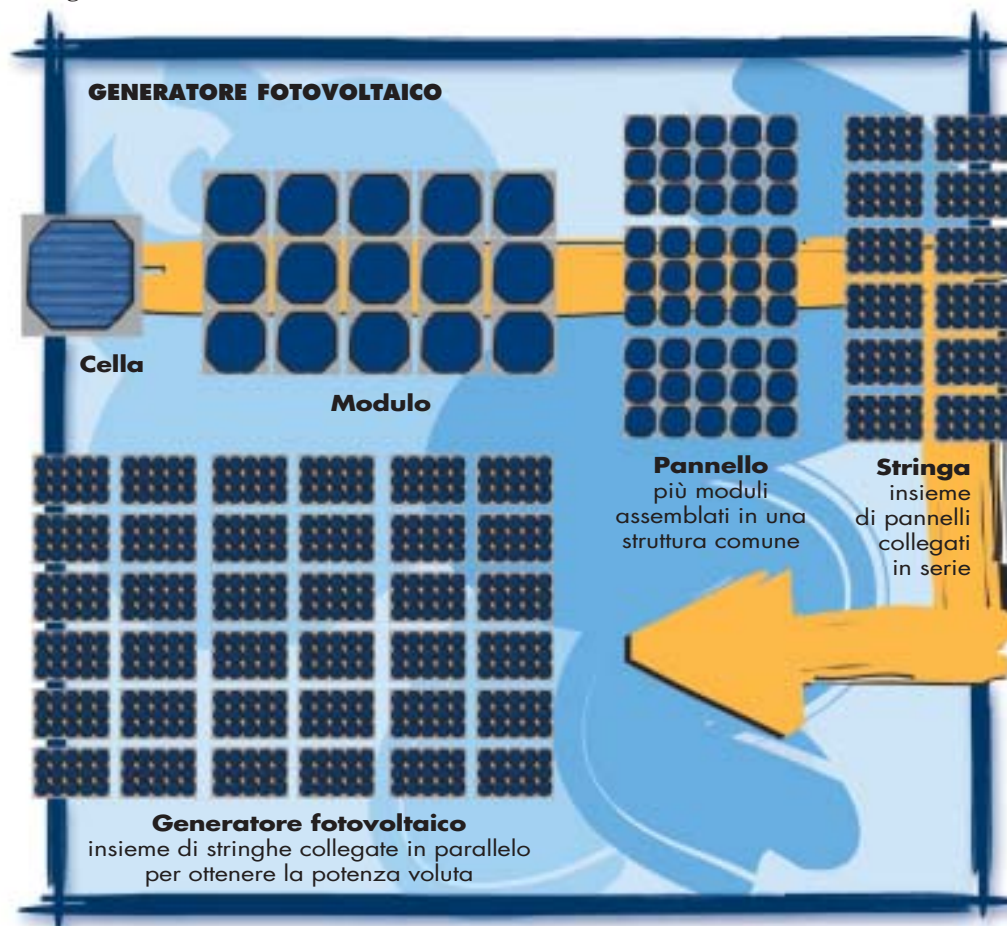 GENERATORE FOTOVOLTAICO
Cella
Modulo
Pannello
più moduli
assemblati in una
struttura comune
Stringa
insieme
di pannelli
collegati
in serie
Generatore fotovoltaico
insieme di stringhe collegate in parallelo
per ottenere la potenza voluta